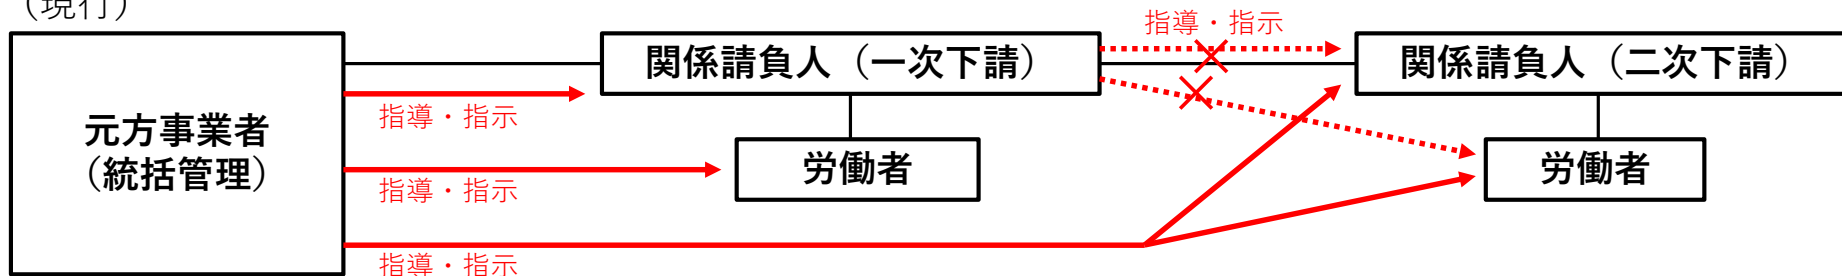 （現行）
指導・指示
関係請負人（一次下請）
関係請負人（二次下請）
指導・指示
元方事業者
（統括管理）
労働者
労働者
指導・指示
指導・指示